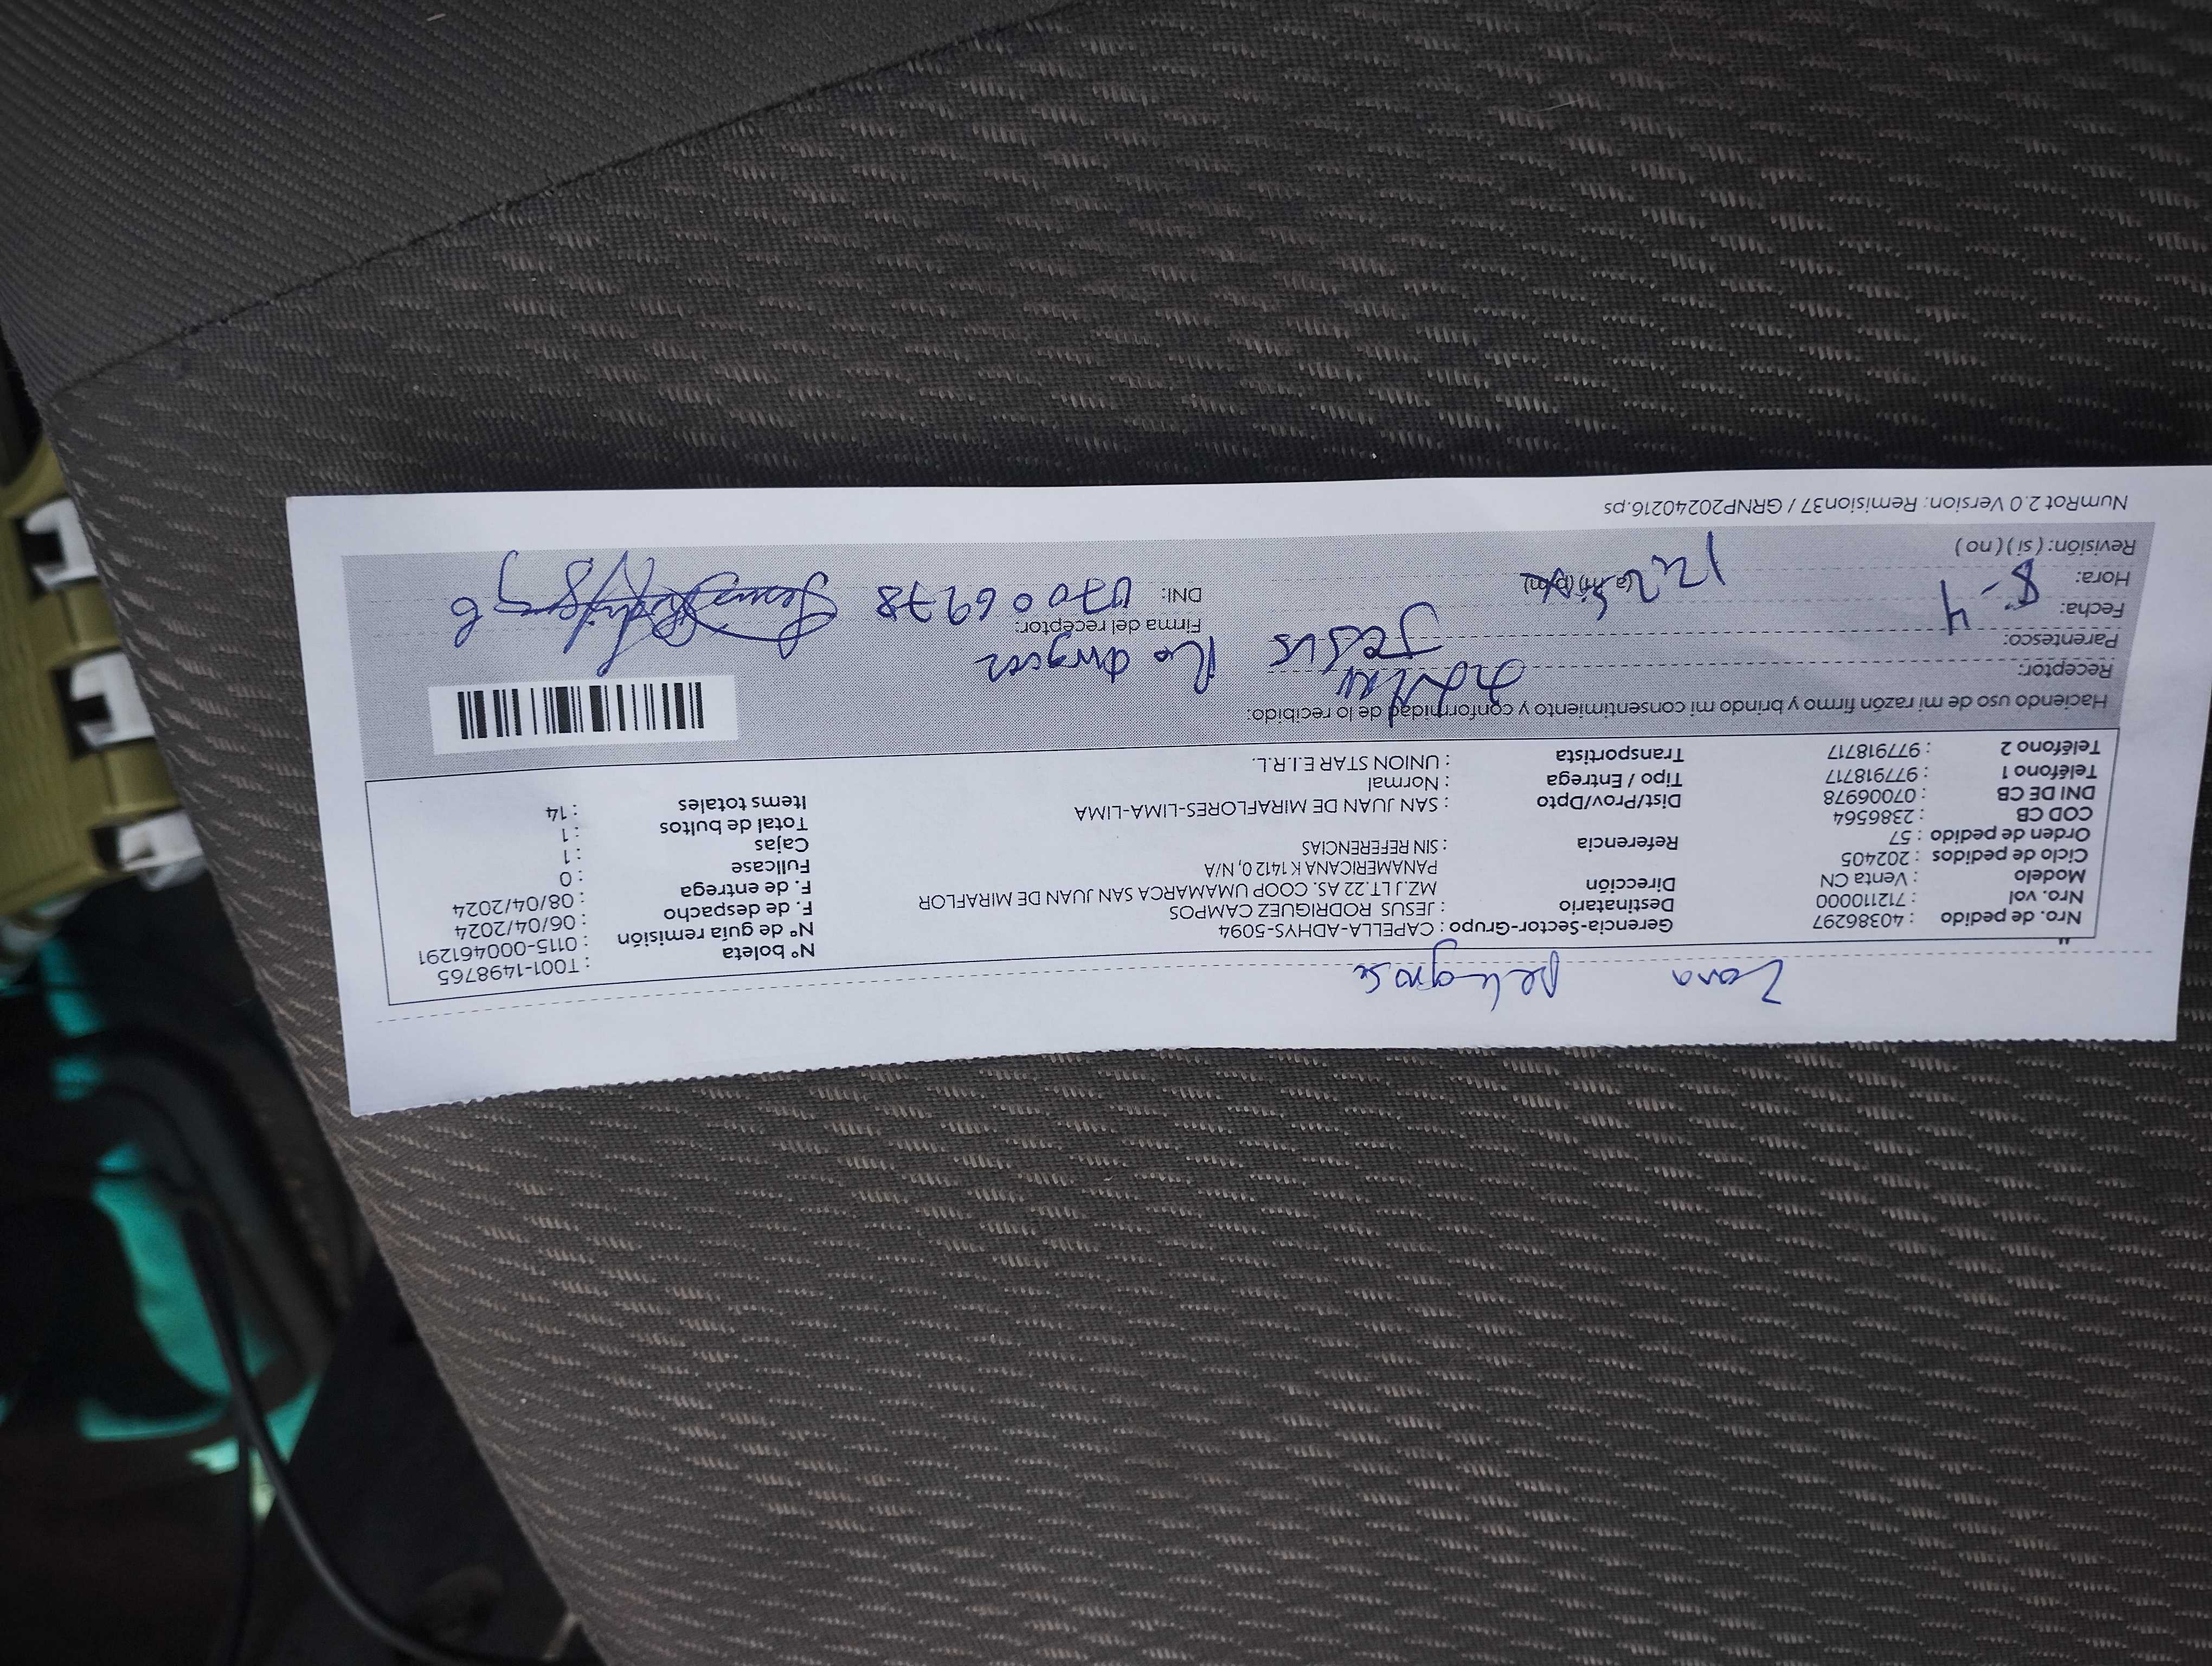 Zona peligrosa
Nro. de pedido : 40386297
Nro. vol : 712110000
Modelo : Venta CN
Ciclo de pedidos : 202405
Orden de pedido : 57
COD CB : 2386564
DNI DE CB : 07006978
Teléfono 1 : 977918717
Teléfono 2 : 977918717
Gerencia-Sector-Grupo : CAPELLA-ADHYS-5094
Destinatario : JESUS RODRIGUEZ CAMPOS
Dirección MZ.J LT.22 AS. COOP UMAMARCA SAN JUAN DE MIRAFLOR
PANAMERICANA K 1412 0, N/A
Referencia : SIN REFERENCIAS
Dist/Prov/Dpto : SAN JUAN DE MIRAFLORES-LIMA-LIMA
Tipo / Entrega : Normal
Transportista : UNION STAR E.I.R.L.
N° boleta : T001-1498765
N° de guía remisión : 0115-000461291
F. de despacho : 06/04/2024
F. de entrega : 08/04/2024
Fullcase : 0
Cajas : 1
Total de bultos : 1
Items totales : 14
Haciendo uso de mi razón firmo y brindo mi consentimiento y conformidad de lo recibido:
Receptor:
Parentesco: Jesus Rodriguez
Fecha: 8-4
Hora: (a.m) (p.m)
Revisión: ( si ) ( no )
Firma del receptor:
DNI: 07006978
NumRot 2.0 Version: Remision37 / GRNP20240216.ps